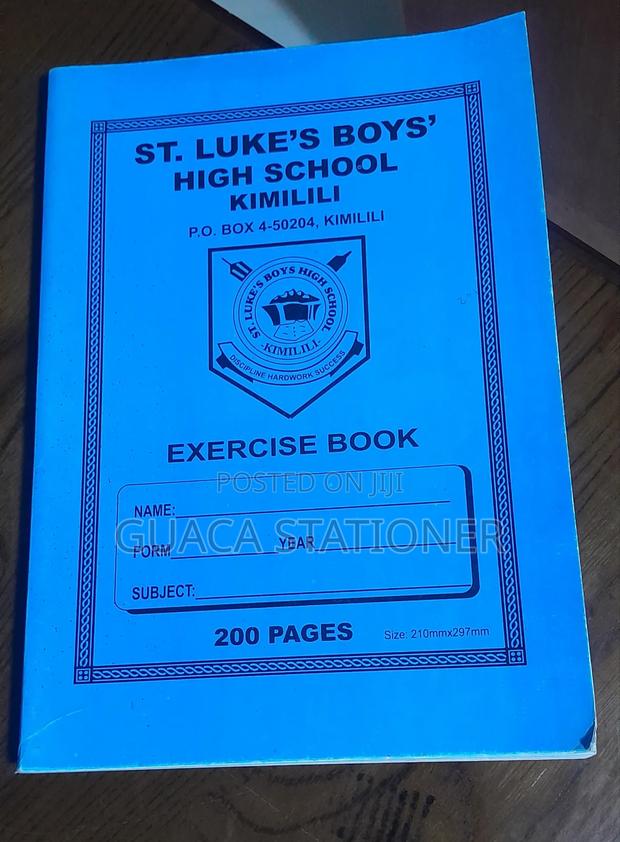 ST. LUKE'S BOYS'
HIGH SCHOOL
KIMILILI
P.O. BOX 4-50204, KIMILILI
ST. LUKE'S BOYS HIGH SCHOOL
-KIMILILI-
DISCIPLINE HARDWORK SUCCESS
EXERCISE BOOK
POSTED ON JIJI
NAME:
GUACA STATIONER
FORM YEAR
SUBJECT:
200 PAGES Size: 210mmx297mm